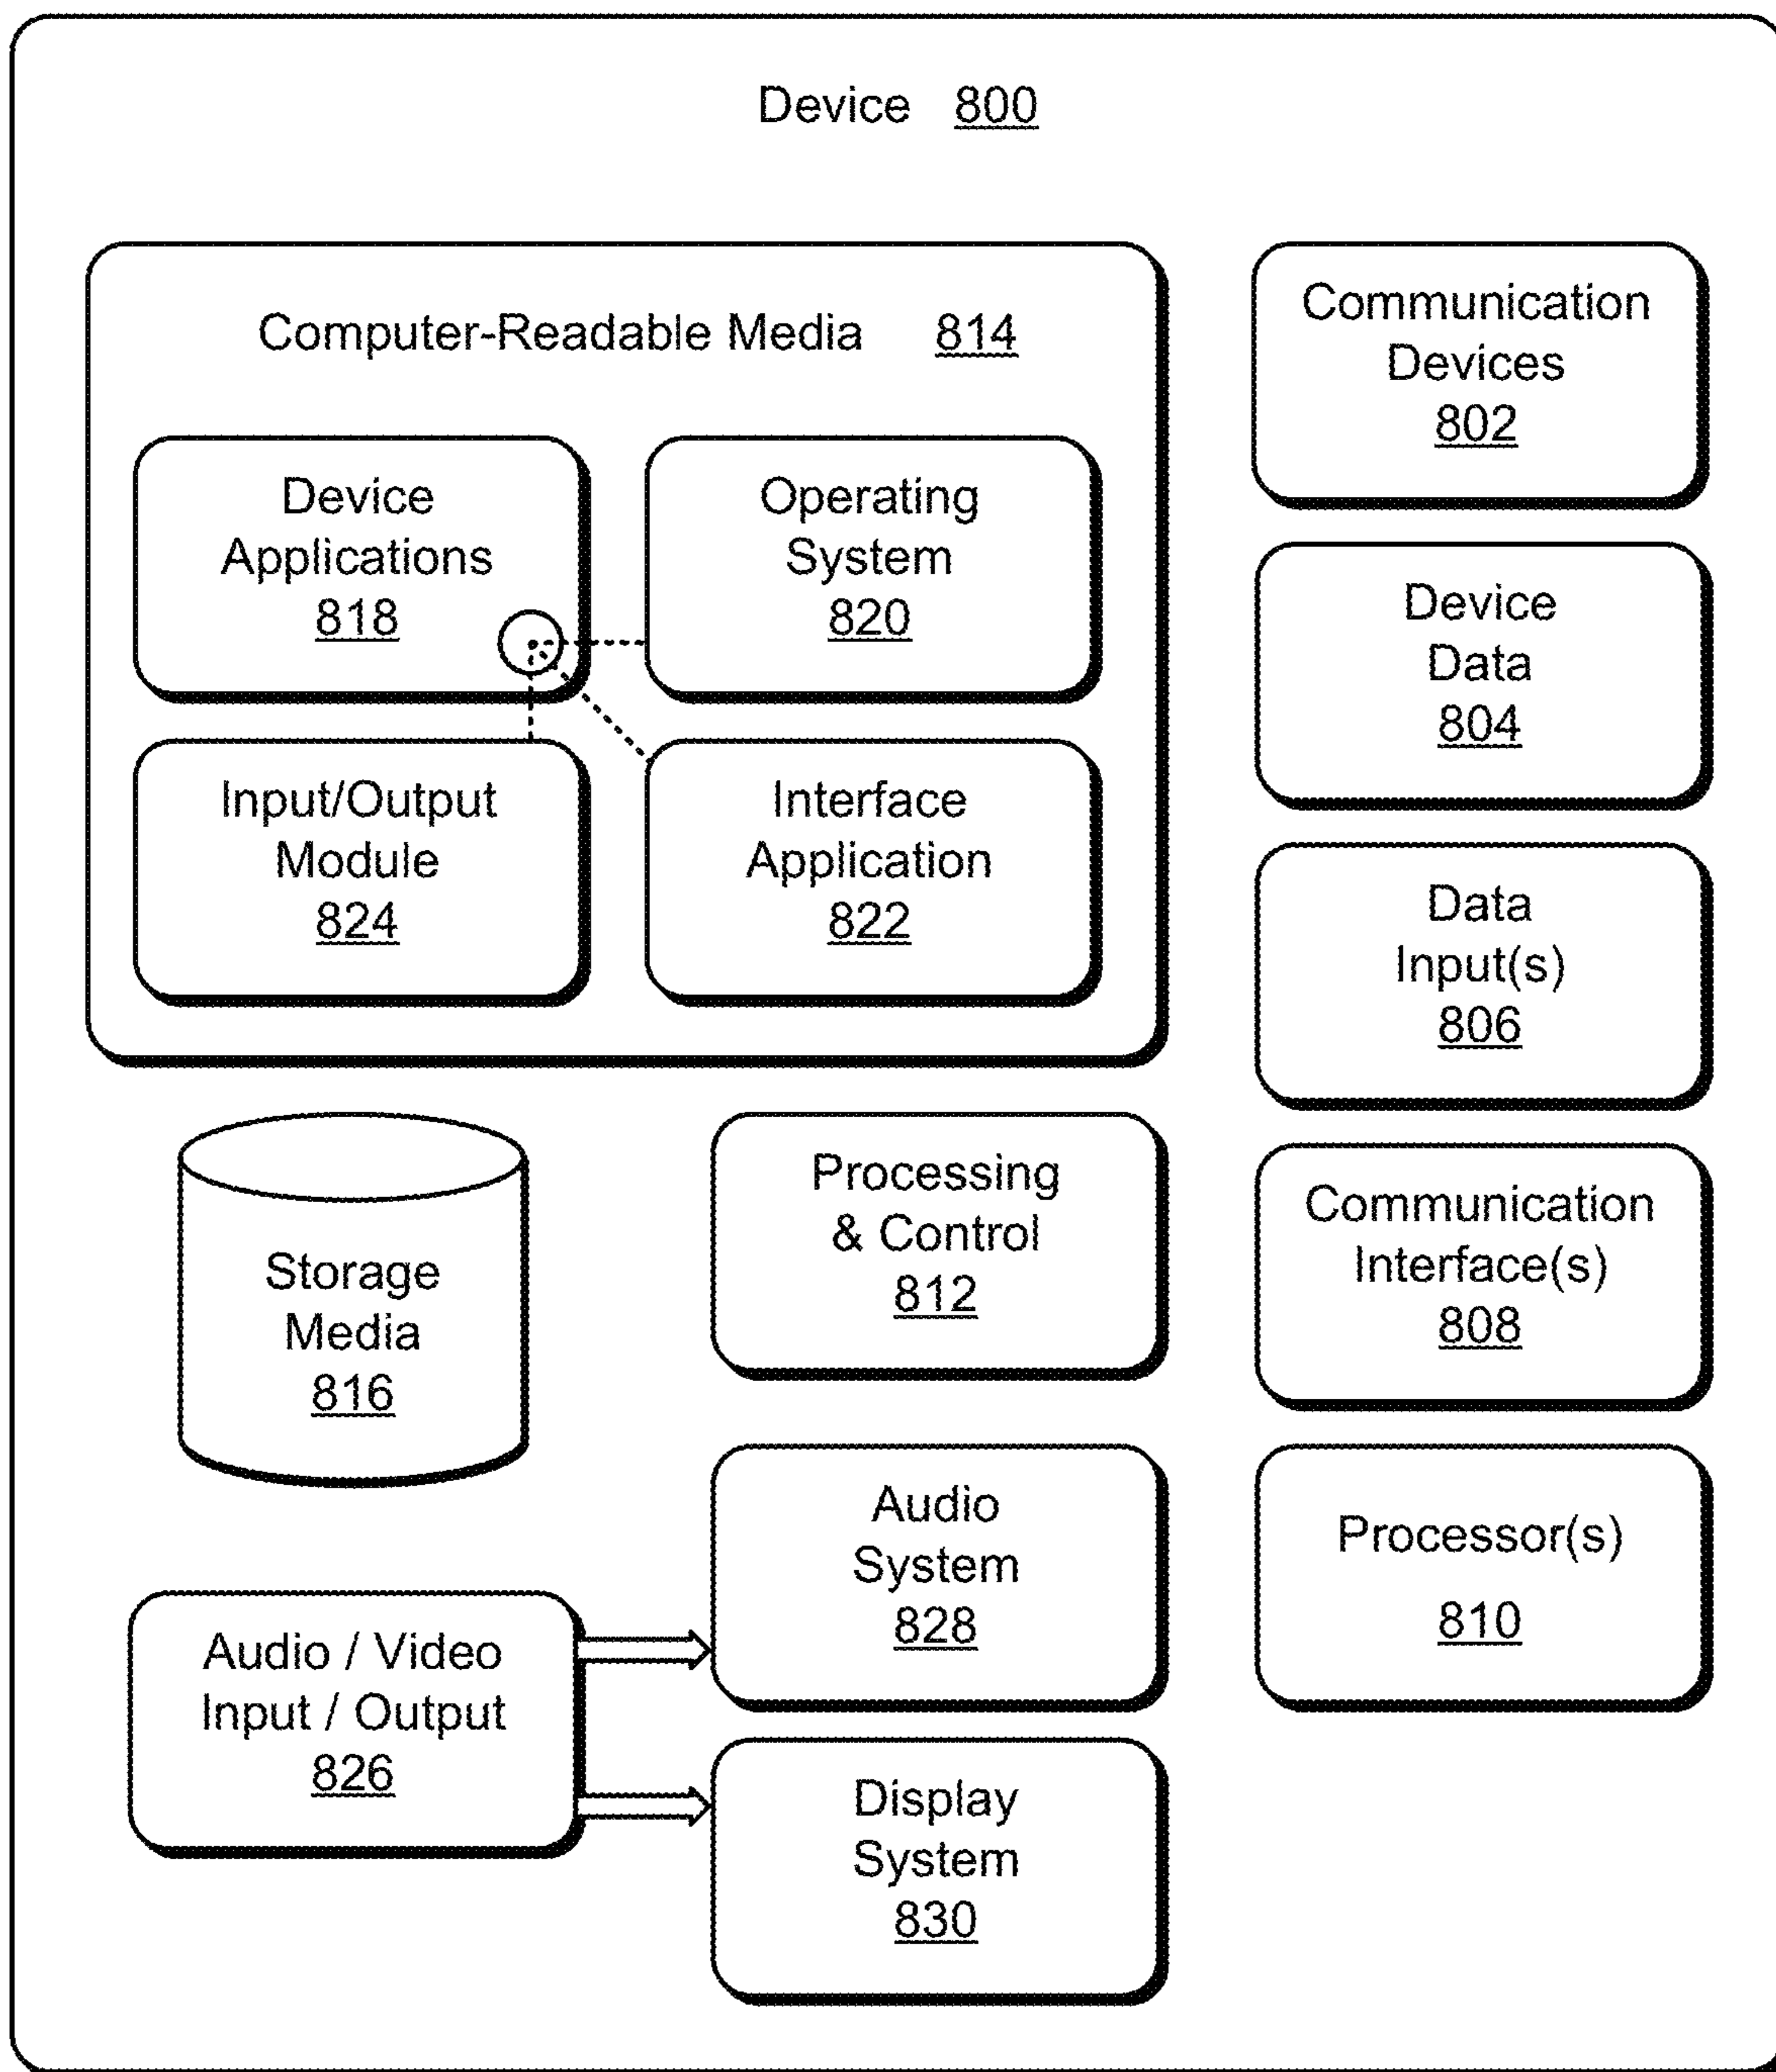 Device 800
Computer-Readable Media 814
Device
Applications
818
Operating
System
820
Input/Output
Module
824
Interface
Application
822
Communication
Devices
802
Device
Data
804
Data
Input(s)
806
Communication
Interface(s)
808
Processor(s)
810
Storage
Media
816
Processing
& Control
812
Audio
System
828
Audio / Video
Input / Output
826
Display
System
830